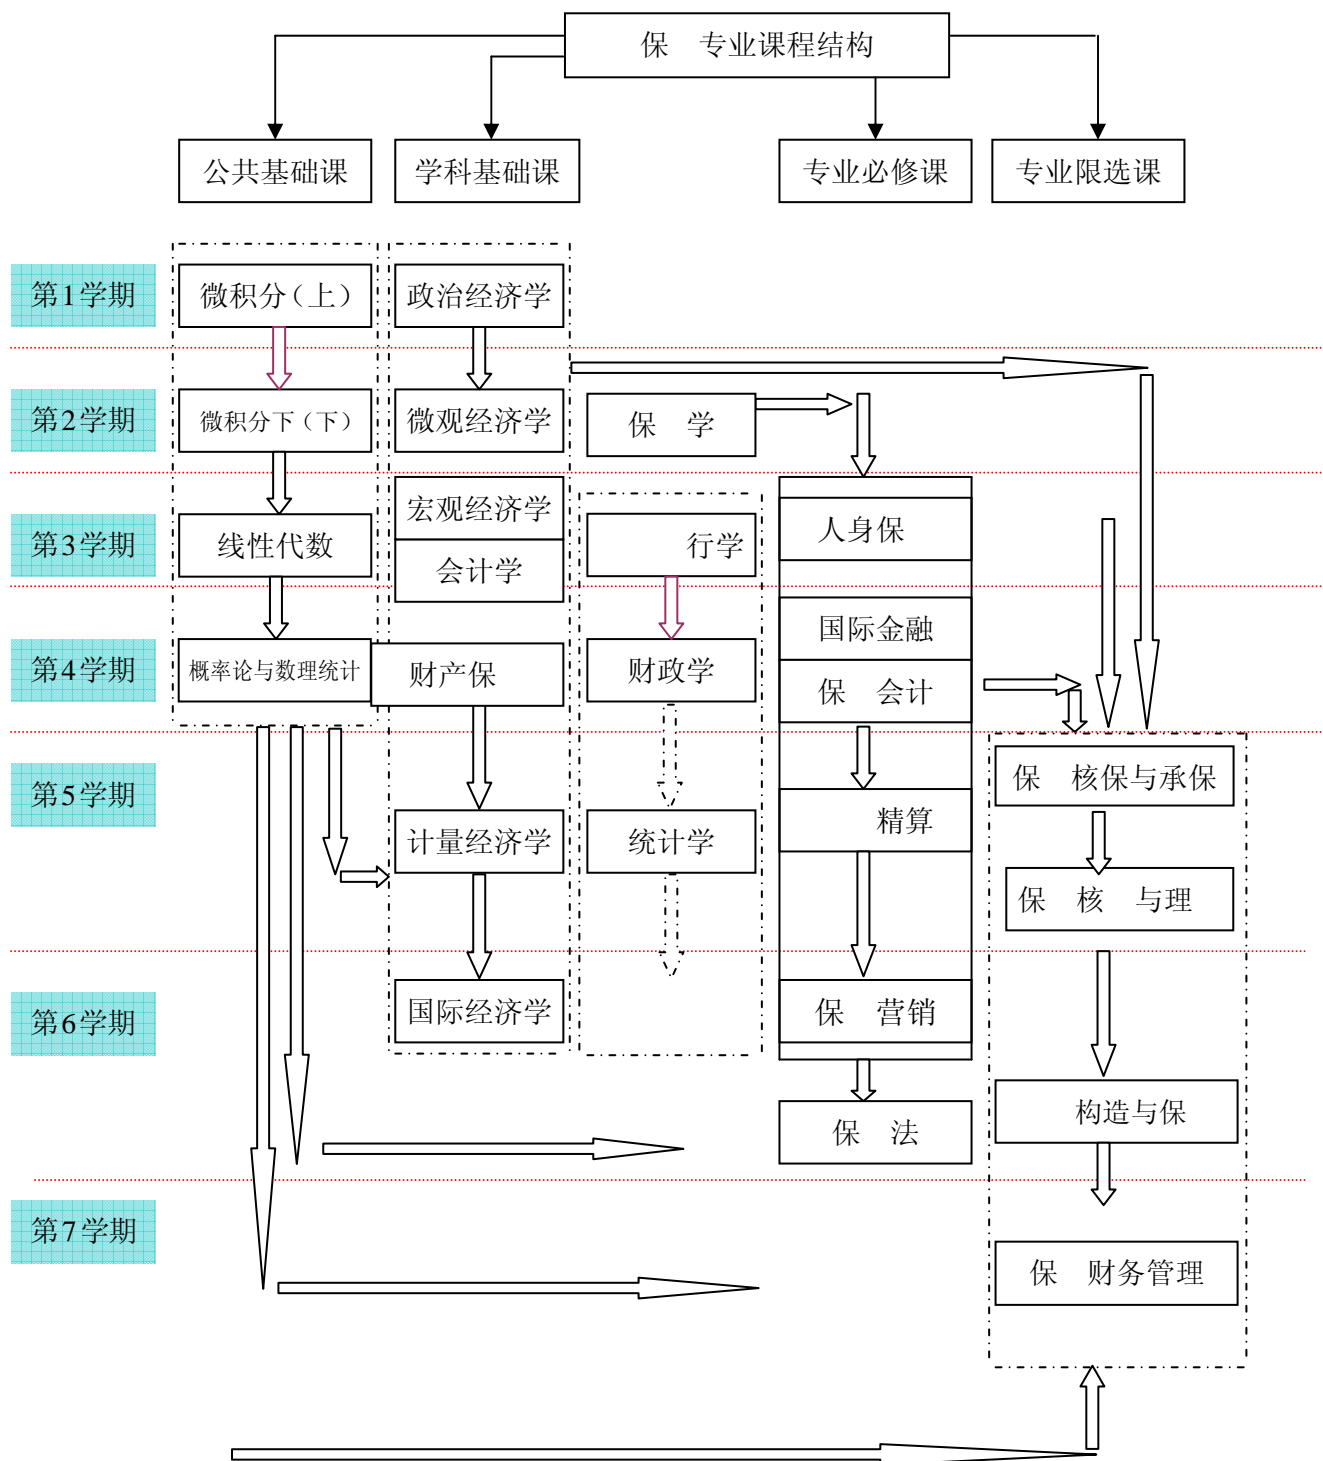 保 专业课程结构
公共基础课
学科基础课
专业必修课
专业限选课
第1学期
微积分（上）
政治经济学
第2学期
微积分下（下）
微观经济学
保 学
第3学期
线性代数
宏观经济学
会计学
行学
人身保
第4学期
概率论与数理统计
财产保
财政学
国际金融
保 会计
第5学期
计量经济学
统计学
精算
保 核保与承保
保 核 与理
第6学期
国际经济学
保 营销
保 法
构造与保
第7学期
保 财务管理